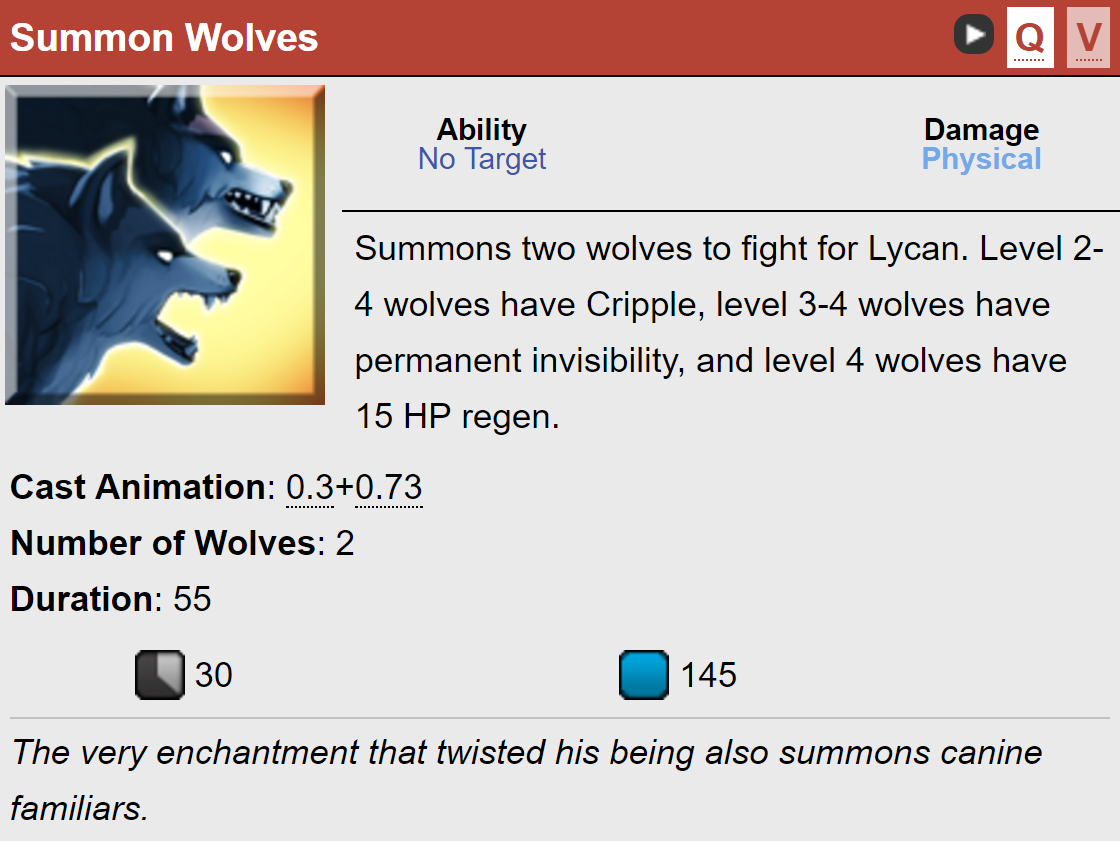 Summon Wolves
Q
V
Ability
No Target
Damage
Physical
Summons two wolves to fight for Lycan. Level 2-
4 wolves have Cripple, level 3-4 wolves have
permanent invisibility, and level 4 wolves have
15 HP regen.
Cast Animation: 0.3+0.73
Number of Wolves: 2
Duration: 55
30
145
The very enchantment that twisted his being also summons canine
familiars.